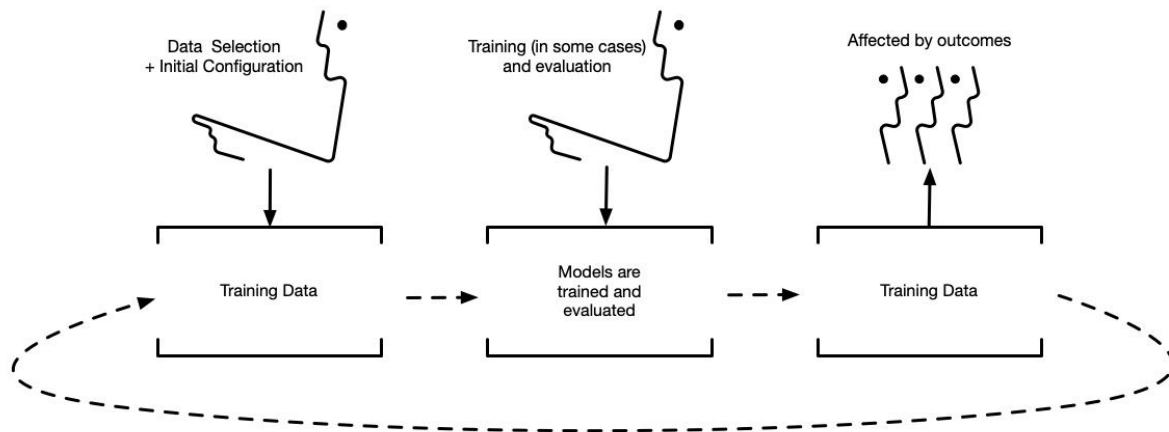 Data Selection
+ Initial Configuration
Training (in some cases)
and evaluation
Affected by outcomes
Training Data
Models are
trained and
evaluated
Training Data